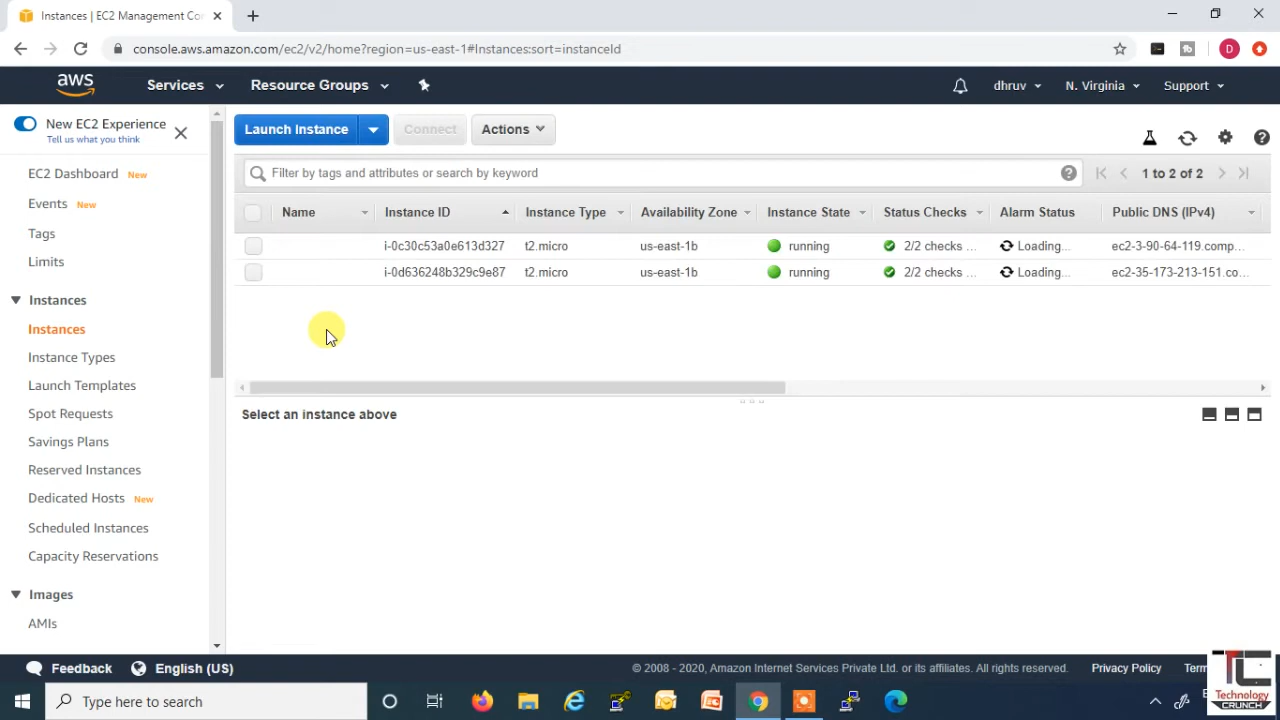 Instances | EC2 Management Con
console.aws.amazon.com/ec2/v2/home?region=us-east-1#Instances:sort=instanceId
D
aws Services Resource Groups dhruv N. Virginia Support
New EC2 Experience
Tell us what you think
EC2 Dashboard New
Events New
Tags
Limits
Instances
Instances
Instance Types
Launch Templates
Spot Requests
Savings Plans
Reserved Instances
Dedicated Hosts New
Scheduled Instances
Capacity Reservations
Images
AMIs
Launch Instance Connect Actions
Filter by tags and attributes or search by keyword 1 to 2 of 2
Name Instance ID Instance Type Availability Zone Instance State Status Checks Alarm Status Public DNS (IPv4)
i-0c30c53a0e613d327 t2.micro us-east-1b running 2/2 checks ... Loading... ec2-3-90-64-119.comp...
i-0d636248b329c9e87 t2.micro us-east-1b running 2/2 checks ... Loading... ec2-35-173-213-151.co...
Select an instance above
Feedback English (US) © 2008 - 2020, Amazon Internet Services Private Ltd. or its affiliates. All rights reserved. Privacy Policy Term
Type here to search
TC
Technology
CRUNCH